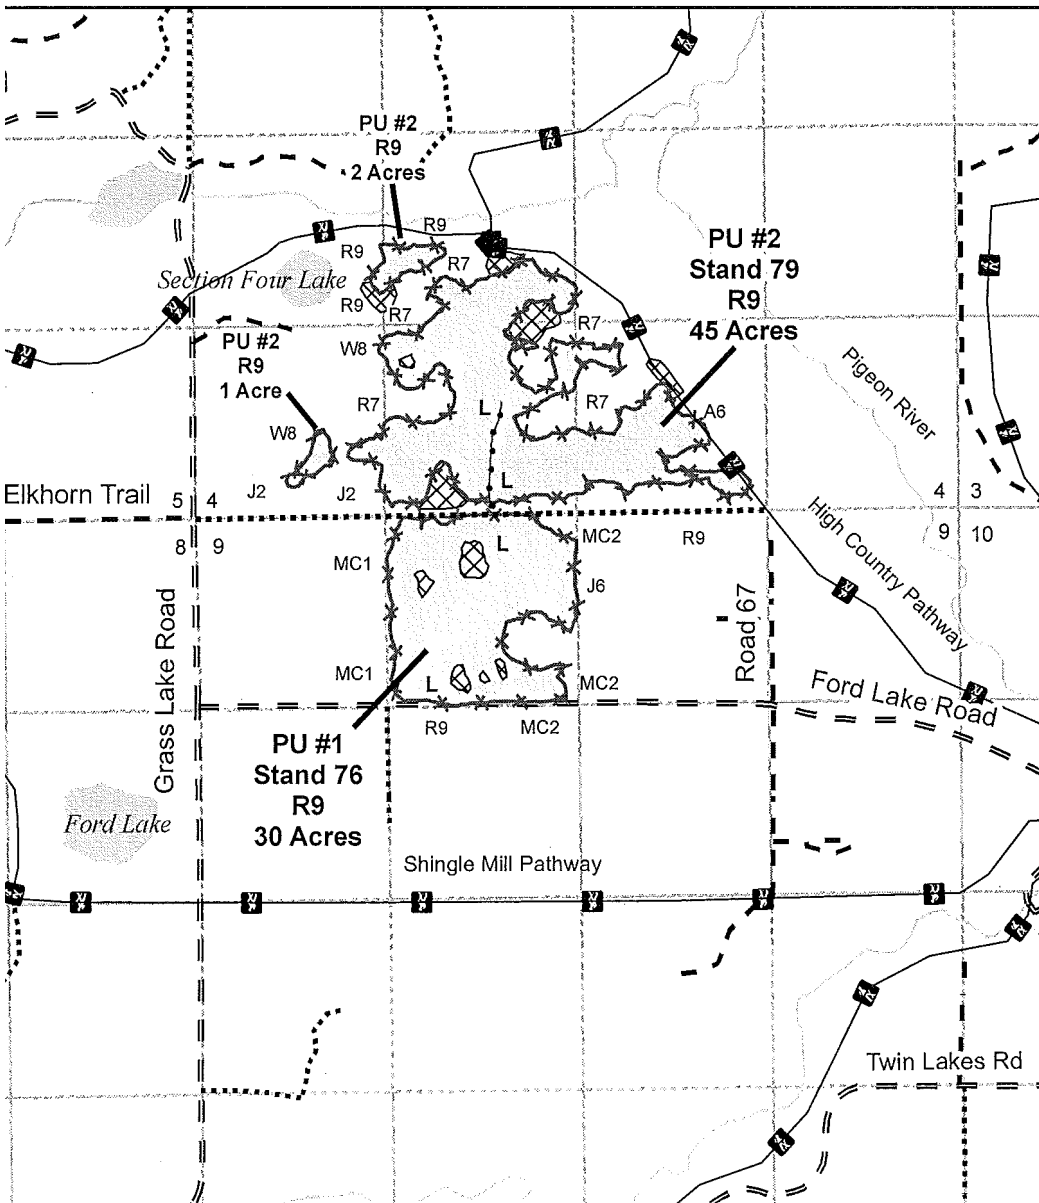 PU #2
R9
2 Acres
R9
R9
R7
Section Four Lake
R9
R7
PU #2
Stand 79
R9
45 Acres
R7
PU #2
R9
1 Acre
W8
Pigeon River
R7
L
R7
A6
W8
J2
J2
L
Elkhorn Trail
5 4
4 3
8 9
9 10
High Country Pathway
MC1
L
MC2
R9
J6
Road 67
Grass Lake Road
MC1
L
MC2
Ford Lake Road
R9
MC2
PU #1
Stand 76
R9
30 Acres
Ford Lake
Shingle Mill Pathway
Twin Lakes Rd